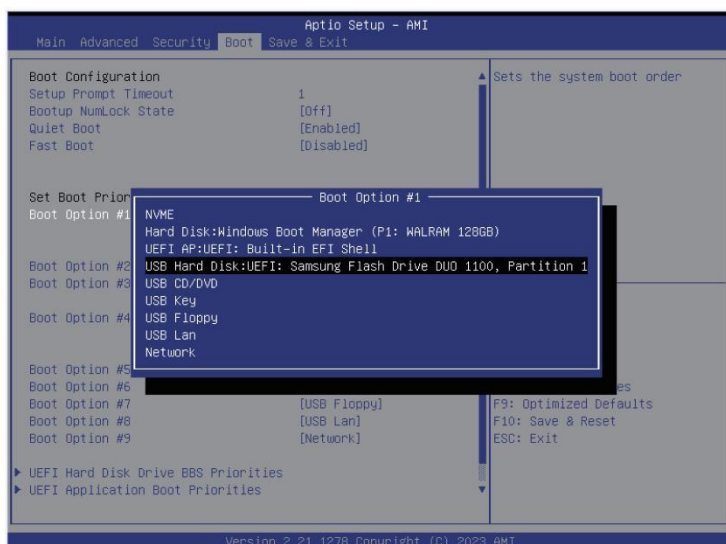 Aptio Setup - AMI
Main Advanced Security Boot Save & Exit
Boot Configuration
Setup Prompt Timeout 1
Bootup NumLock State [Off]
Quiet Boot [Enabled]
Fast Boot [Disabled]
Sets the system boot order
Set Boot Prior
Boot Option #1
Boot Option #2
Boot Option #3
Boot Option #4
Boot Option #5
Boot Option #6
Boot Option #7 [USB Floppy]
Boot Option #8 [USB Lan]
Boot Option #9 [Network]
UEFI Hard Disk Drive BBS Priorities
UEFI Application Boot Priorities
Boot Option #1
NVME
Hard Disk:Windows Boot Manager (P1: WALRAM 128GB)
UEFI AP:UEFI: Built-in EFI Shell
USB Hard Disk:UEFI: Samsung Flash Drive DUO 1100, Partition 1
USB CD/DVD
USB Key
USB Floppy
USB Lan
Network
es
F9: Optimized Defaults
F10: Save & Reset
ESC: Exit
Version 2.21.1278 Copyright (C) 2023 AMI